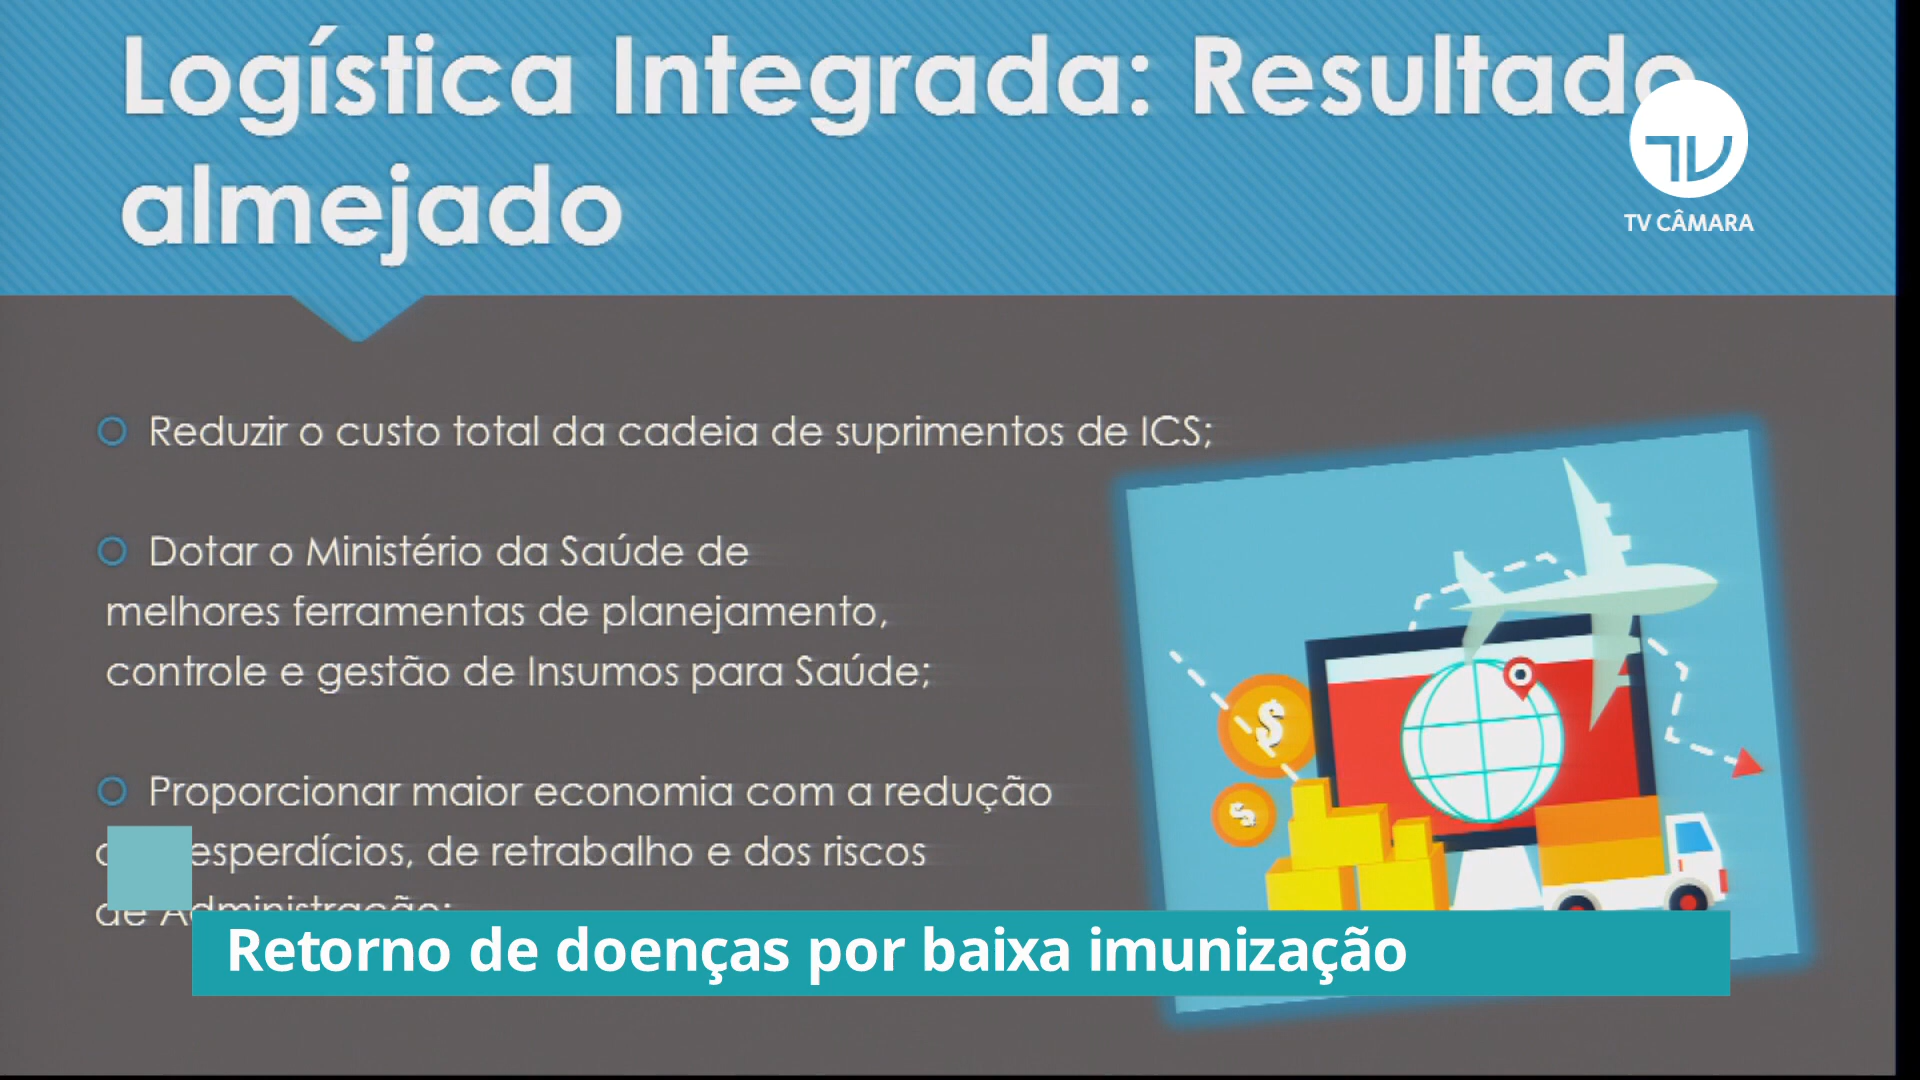 Logística Integrada: Resultado
almejado
TV CÂMARA
Reduzir o custo total da cadeia de suprimentos de ICS;
Dotar o Ministério da Saúde de
melhores ferramentas de planejamento,
controle e gestão de Insumos para Saúde;
$
$
Proporcionar maior economia com a redução
esperdícios, de retrabalho e dos riscos
de Administração;
Retorno de doenças por baixa imunização